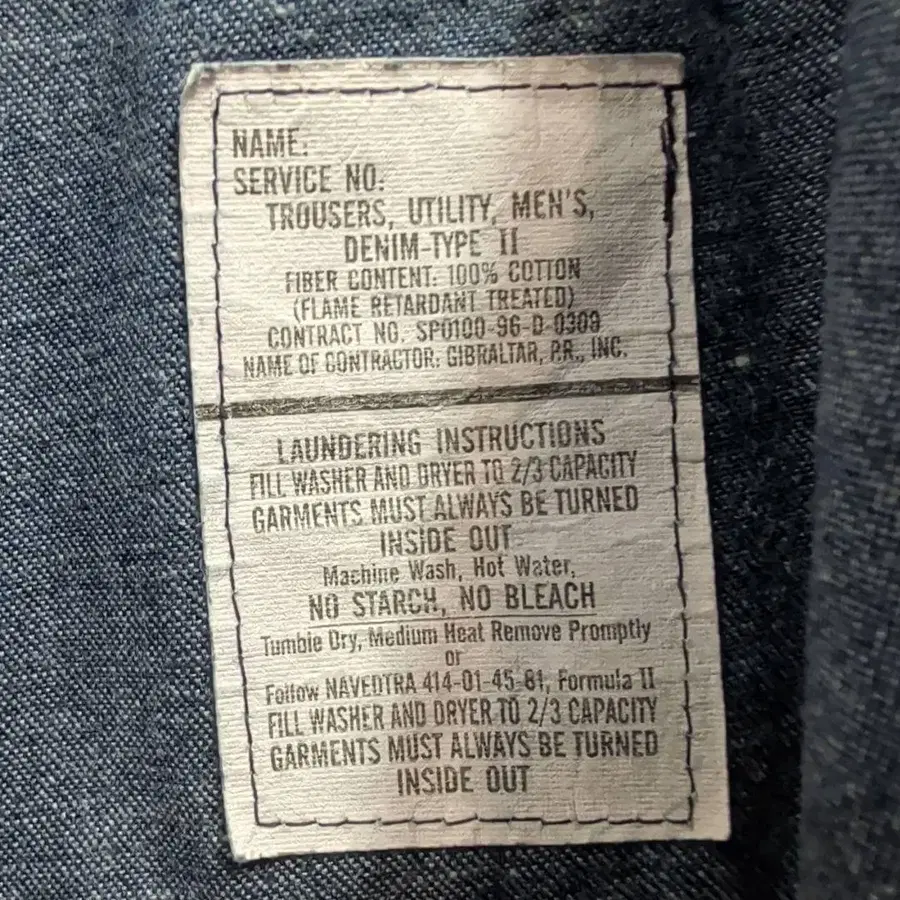 NAME:
SERVICE NO:
TROUSERS, UTILITY, MEN'S,
DENIM-TYPE II
FIBER CONTENT: 100% COTTON
(FLAME RETARDANT TREATED)
CONTRACT NO. SP0100-96-D-0309
NAME OF CONTRACTOR: GIBRALTAR, P.R., INC.
LAUNDERING INSTRUCTIONS
FILL WASHER AND DRYER TO 2/3 CAPACITY
GARMENTS MUST ALWAYS BE TURNED
INSIDE OUT
Machine Wash, Hot Water,
NO STARCH, NO BLEACH
Tumble Dry, Medium Heat Remove Promptly
or
Follow NAVEDTRA 414-01-45-81, Formula II
FILL WASHER AND DRYER TO 2/3 CAPACITY
GARMENTS MUST ALWAYS BE TURNED
INSIDE OUT